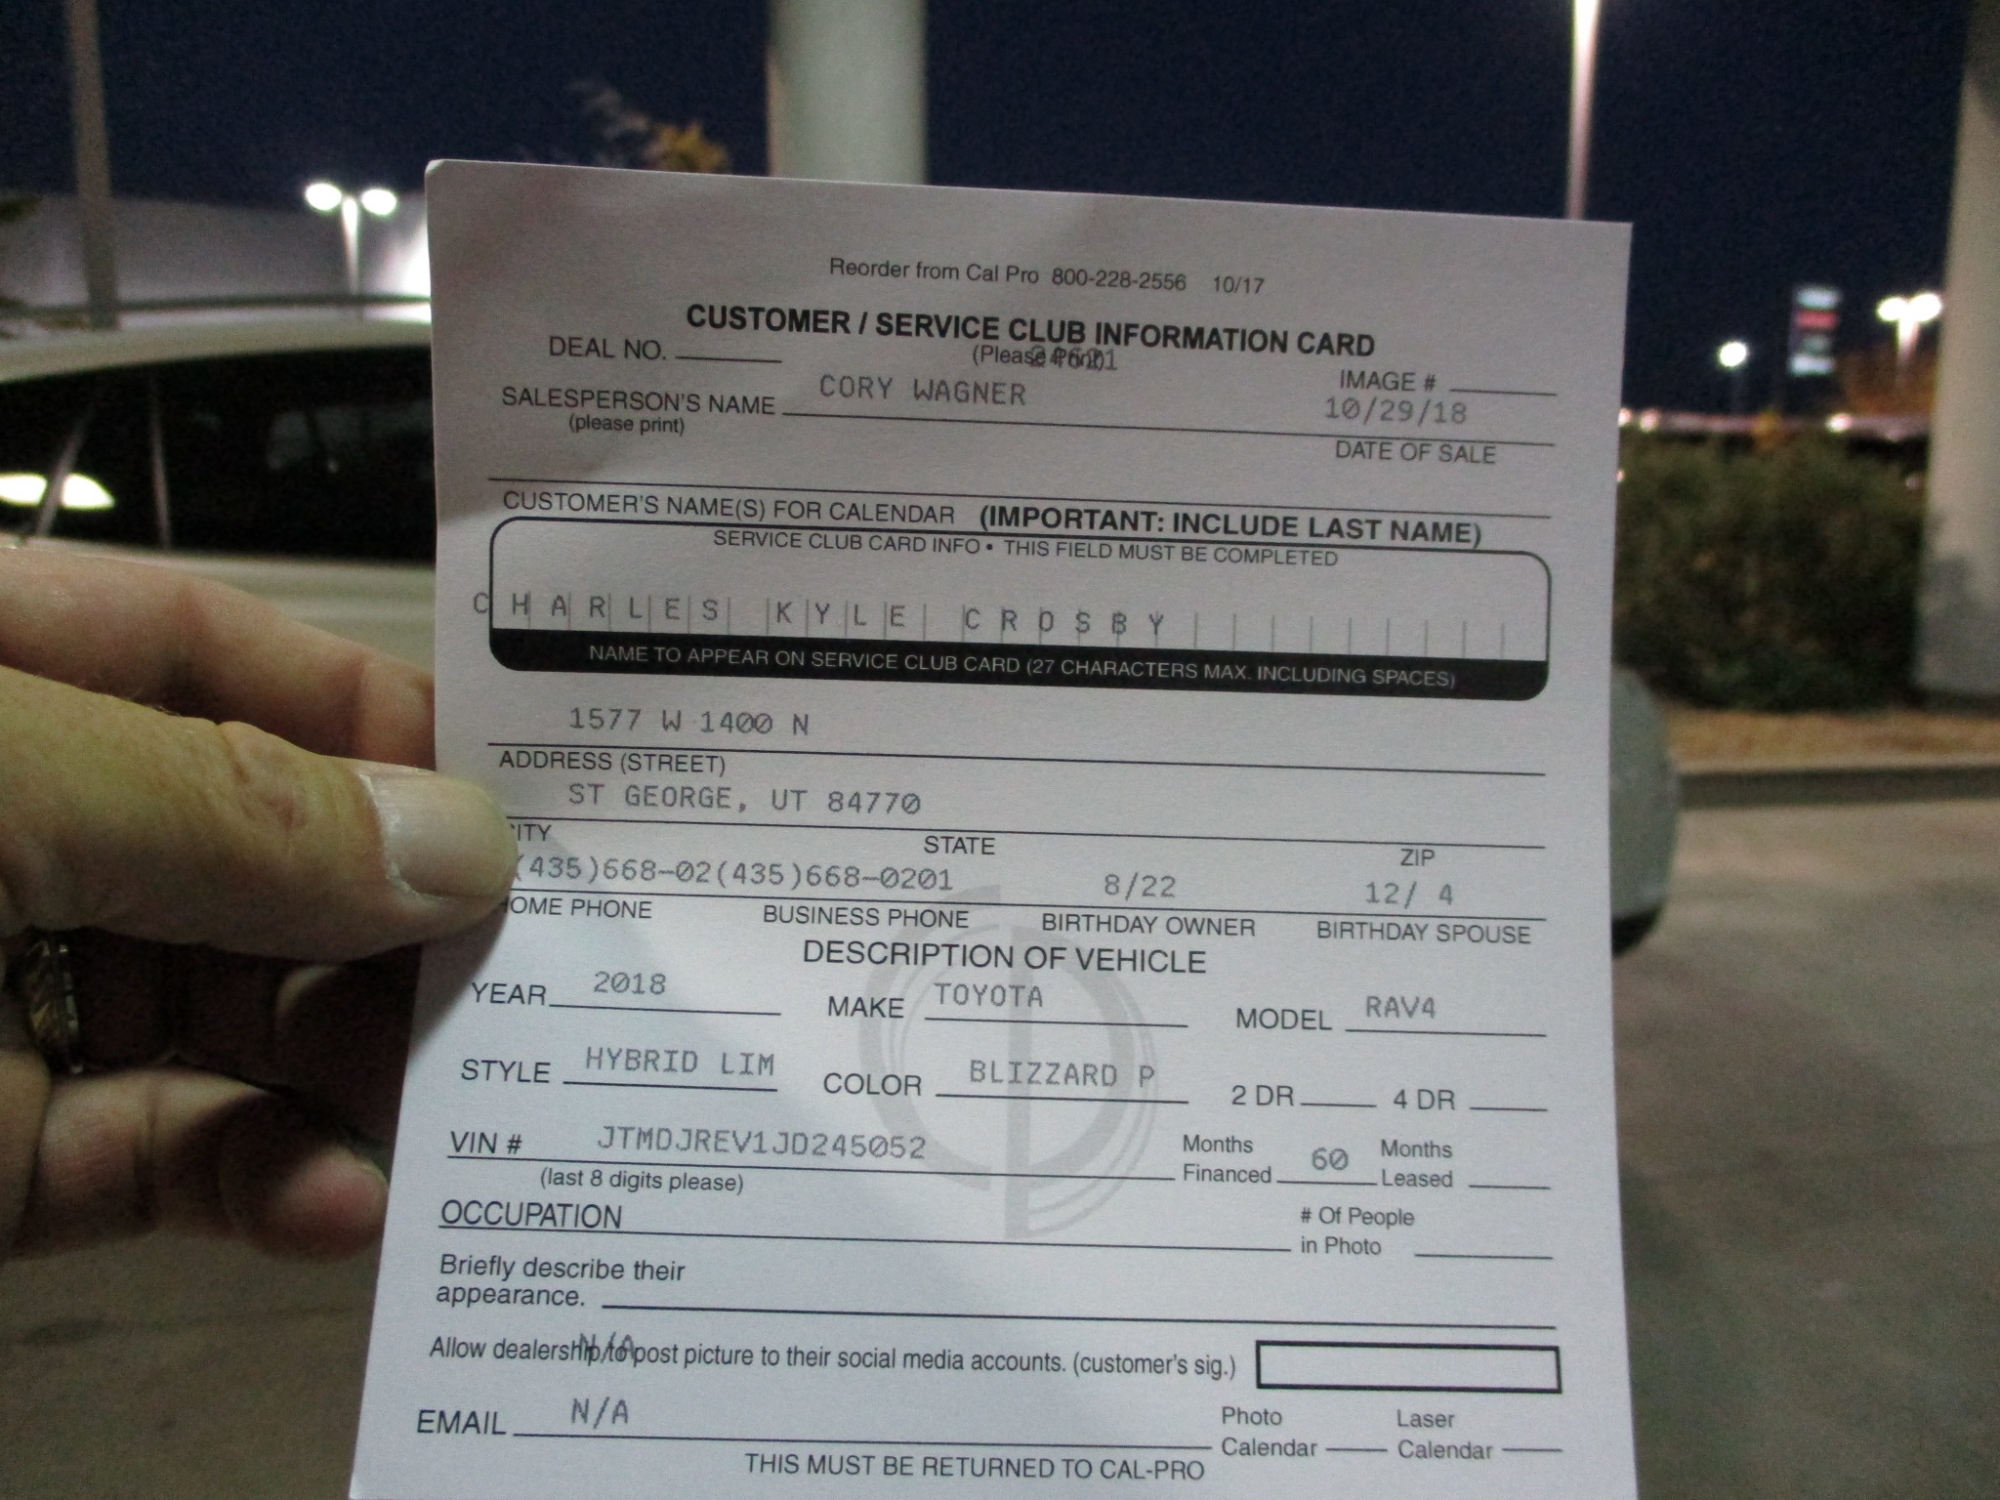 Reorder from Cal Pro 800-228-2556 10/17
CUSTOMER / SERVICE CLUB INFORMATION CARD
DEAL NO. (Please Print)
SALESPERSON'S NAME CORY WAGNER IMAGE #
(please print) 10/29/18
DATE OF SALE
CUSTOMER'S NAME(S) FOR CALENDAR (IMPORTANT: INCLUDE LAST NAME)
SERVICE CLUB CARD INFO • THIS FIELD MUST BE COMPLETED
CHARLES KYLE CROSBY
NAME TO APPEAR ON SERVICE CLUB CARD (27 CHARACTERS MAX. INCLUDING SPACES)
1577 W 1400 N
ADDRESS (STREET)
ST GEORGE, UT 84770
CITY STATE ZIP
(435)668-02(435)668-0201 8/22 12/ 4
HOME PHONE BUSINESS PHONE BIRTHDAY OWNER BIRTHDAY SPOUSE
DESCRIPTION OF VEHICLE
YEAR 2018 MAKE TOYOTA MODEL RAV4
STYLE HYBRID LIM COLOR BLIZZARD P 2 DR 4 DR
VIN # JTMDJREV1JD245052 Months Financed 60 Months Leased
(last 8 digits please)
OCCUPATION # Of People in Photo
Briefly describe their
appearance.
N/A
Allow dealership to post picture to their social media accounts. (customer's sig.)
EMAIL N/A Photo Calendar Laser Calendar
THIS MUST BE RETURNED TO CAL-PRO